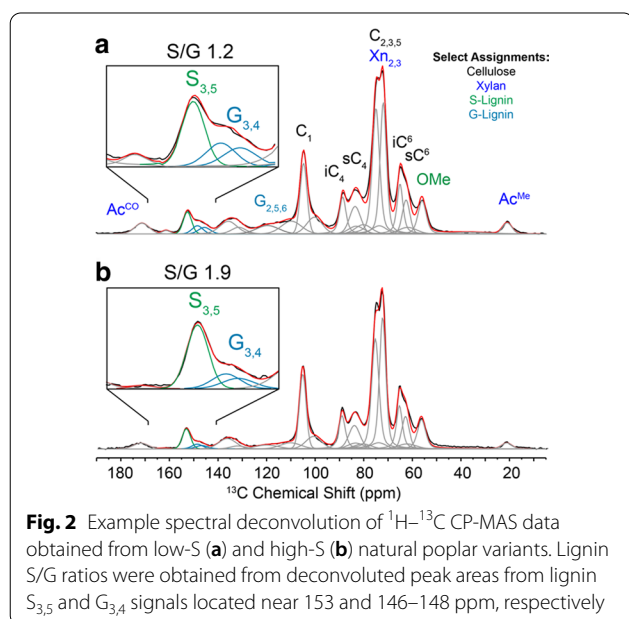 a
S/G 1.2
S3,5
G3,4
C2,3,5
Xn2,3
Select Assignments:
Cellulose
Xylan
S-Lignin
G-Lignin
C1
iC4
sC4
iC6
sC6
OMe
AcCO
G2,5,6
AcMe
b
S/G 1.9
S3,5
G3,4
180 160 140 120 100 80 60 40 20
13C Chemical Shift (ppm)
Fig. 2 Example spectral deconvolution of 1H–13C CP-MAS data
obtained from low-S (a) and high-S (b) natural poplar variants. Lignin
S/G ratios were obtained from deconvoluted peak areas from lignin
S3,5 and G3,4 signals located near 153 and 146–148 ppm, respectively